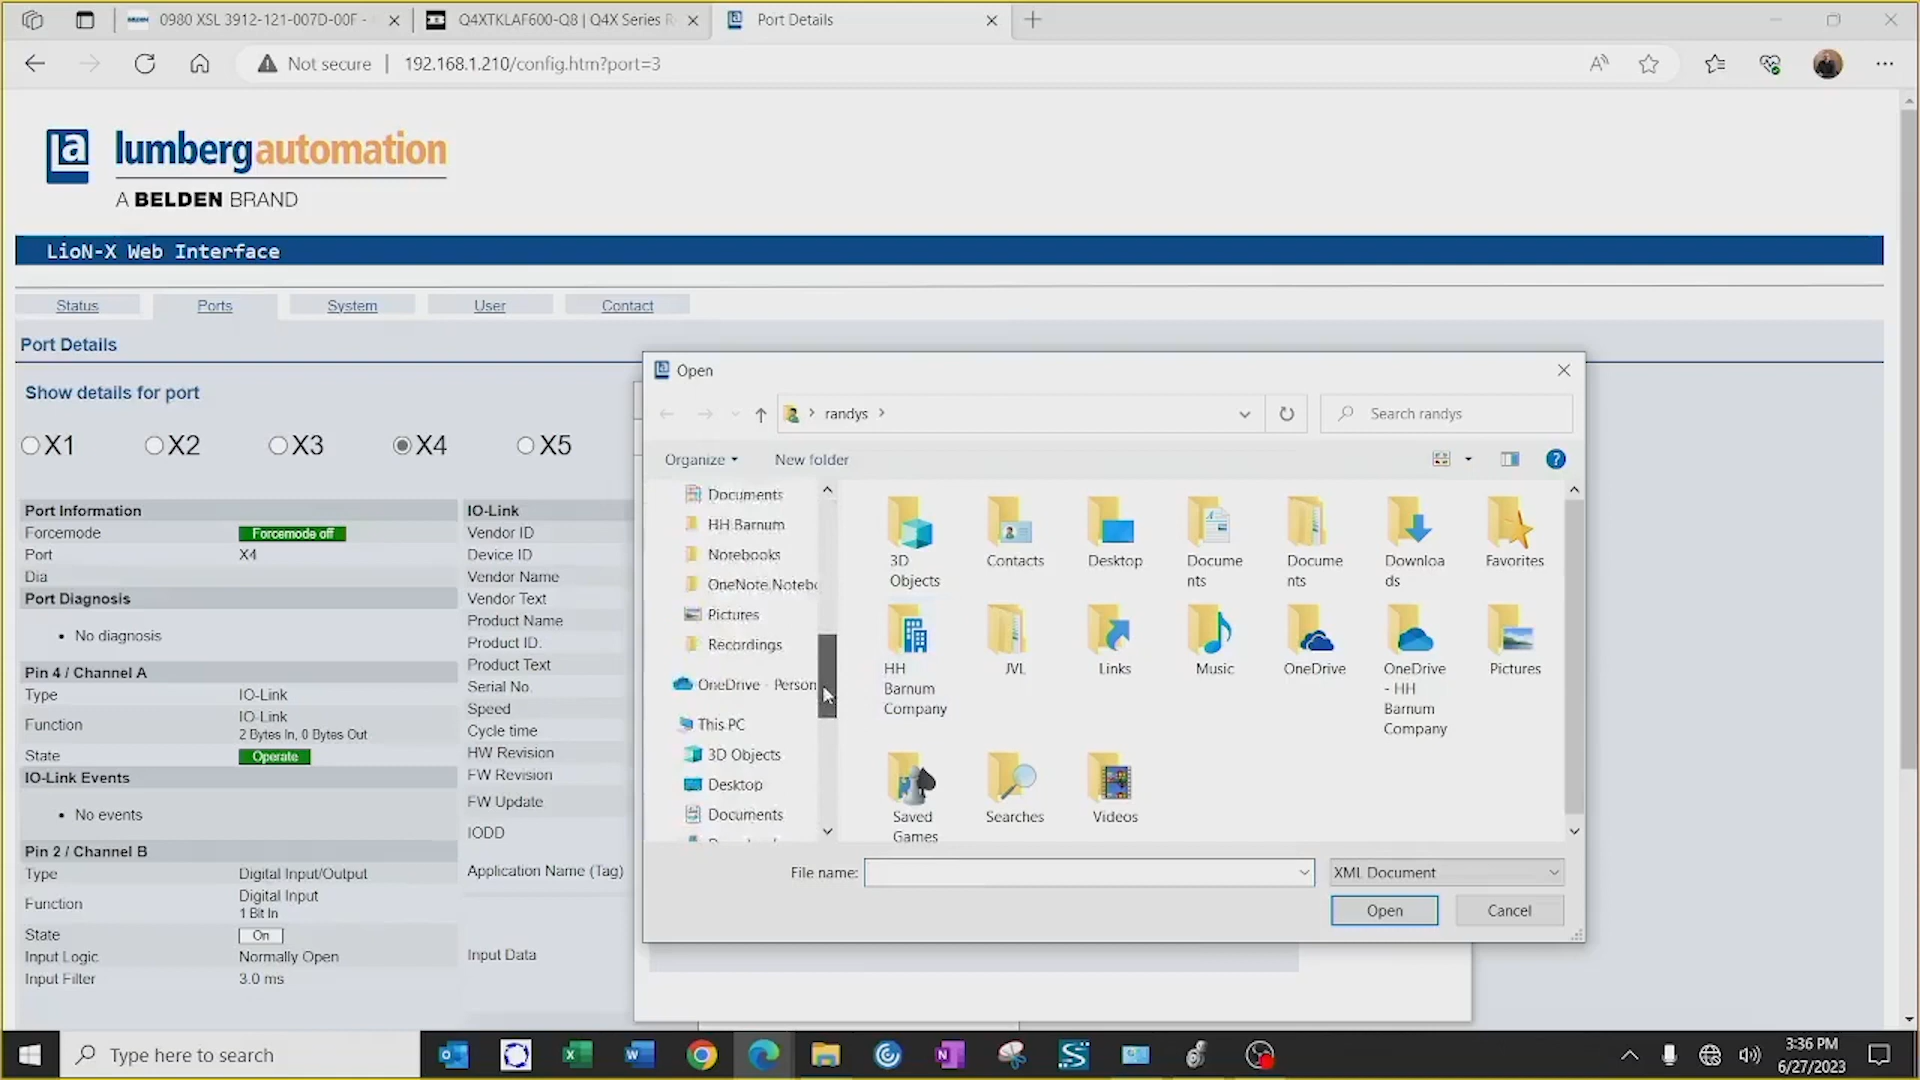 0980 XSL 3912-121-007D-00F -
Q4XTKLAF600-Q8 | Q4X Series R
Port Details
Not secure
192.168.1.210/config.htm?port=3
la
lumbergautomation
A BELDEN BRAND
LioN-X Web Interface
Status
Ports
System
User
Contact
Port Details
Show details for port
X1
X2
X3
X4
X5
Port Information
Forcemode
Forcemode off
Port
X4
Dia
Port Diagnosis
No diagnosis
Pin 4 / Channel A
Type
IO-Link
Function
IO-Link
2 Bytes In, 0 Bytes Out
State
Operate
IO-Link Events
No events
Pin 2 / Channel B
Type
Digital Input/Output
Function
Digital Input
1 Bit In
State
On
Input Logic
Normally Open
Input Filter
3.0 ms
IO-Link
Vendor ID
Device ID
Vendor Name
Vendor Text
Product Name
Product ID.
Product Text
Serial No.
Speed
Cycle time
HW Revision
FW Revision
FW Update
IODD
Application Name (Tag)
Input Data
Open
randys
Search randys
Organize
New folder
Documents
HH Barnum
Notebooks
OneNote Notebo
Pictures
Recordings
OneDrive - Person
This PC
3D Objects
Desktop
Documents
3D
Objects
Contacts
Desktop
Docume
nts
Docume
nts
Downloa
ds
Favorites
HH
Barnum
Company
JVL
Links
Music
OneDrive
OneDrive
- HH
Barnum
Company
Pictures
Saved
Games
Searches
Videos
File name:
XML Document
Open
Cancel
Type here to search
3:36 PM
6/27/2023